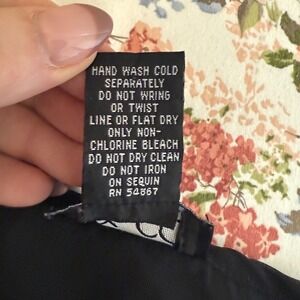 HAND WASH COLD
SEPARATELY
DO NOT WRING
OR TWIST
LINE OR FLAT DRY
ONLY NON-
CHLORINE BLEACH
DO NOT DRY CLEAN
DO NOT IRON
ON SEQUIN
RN 54867